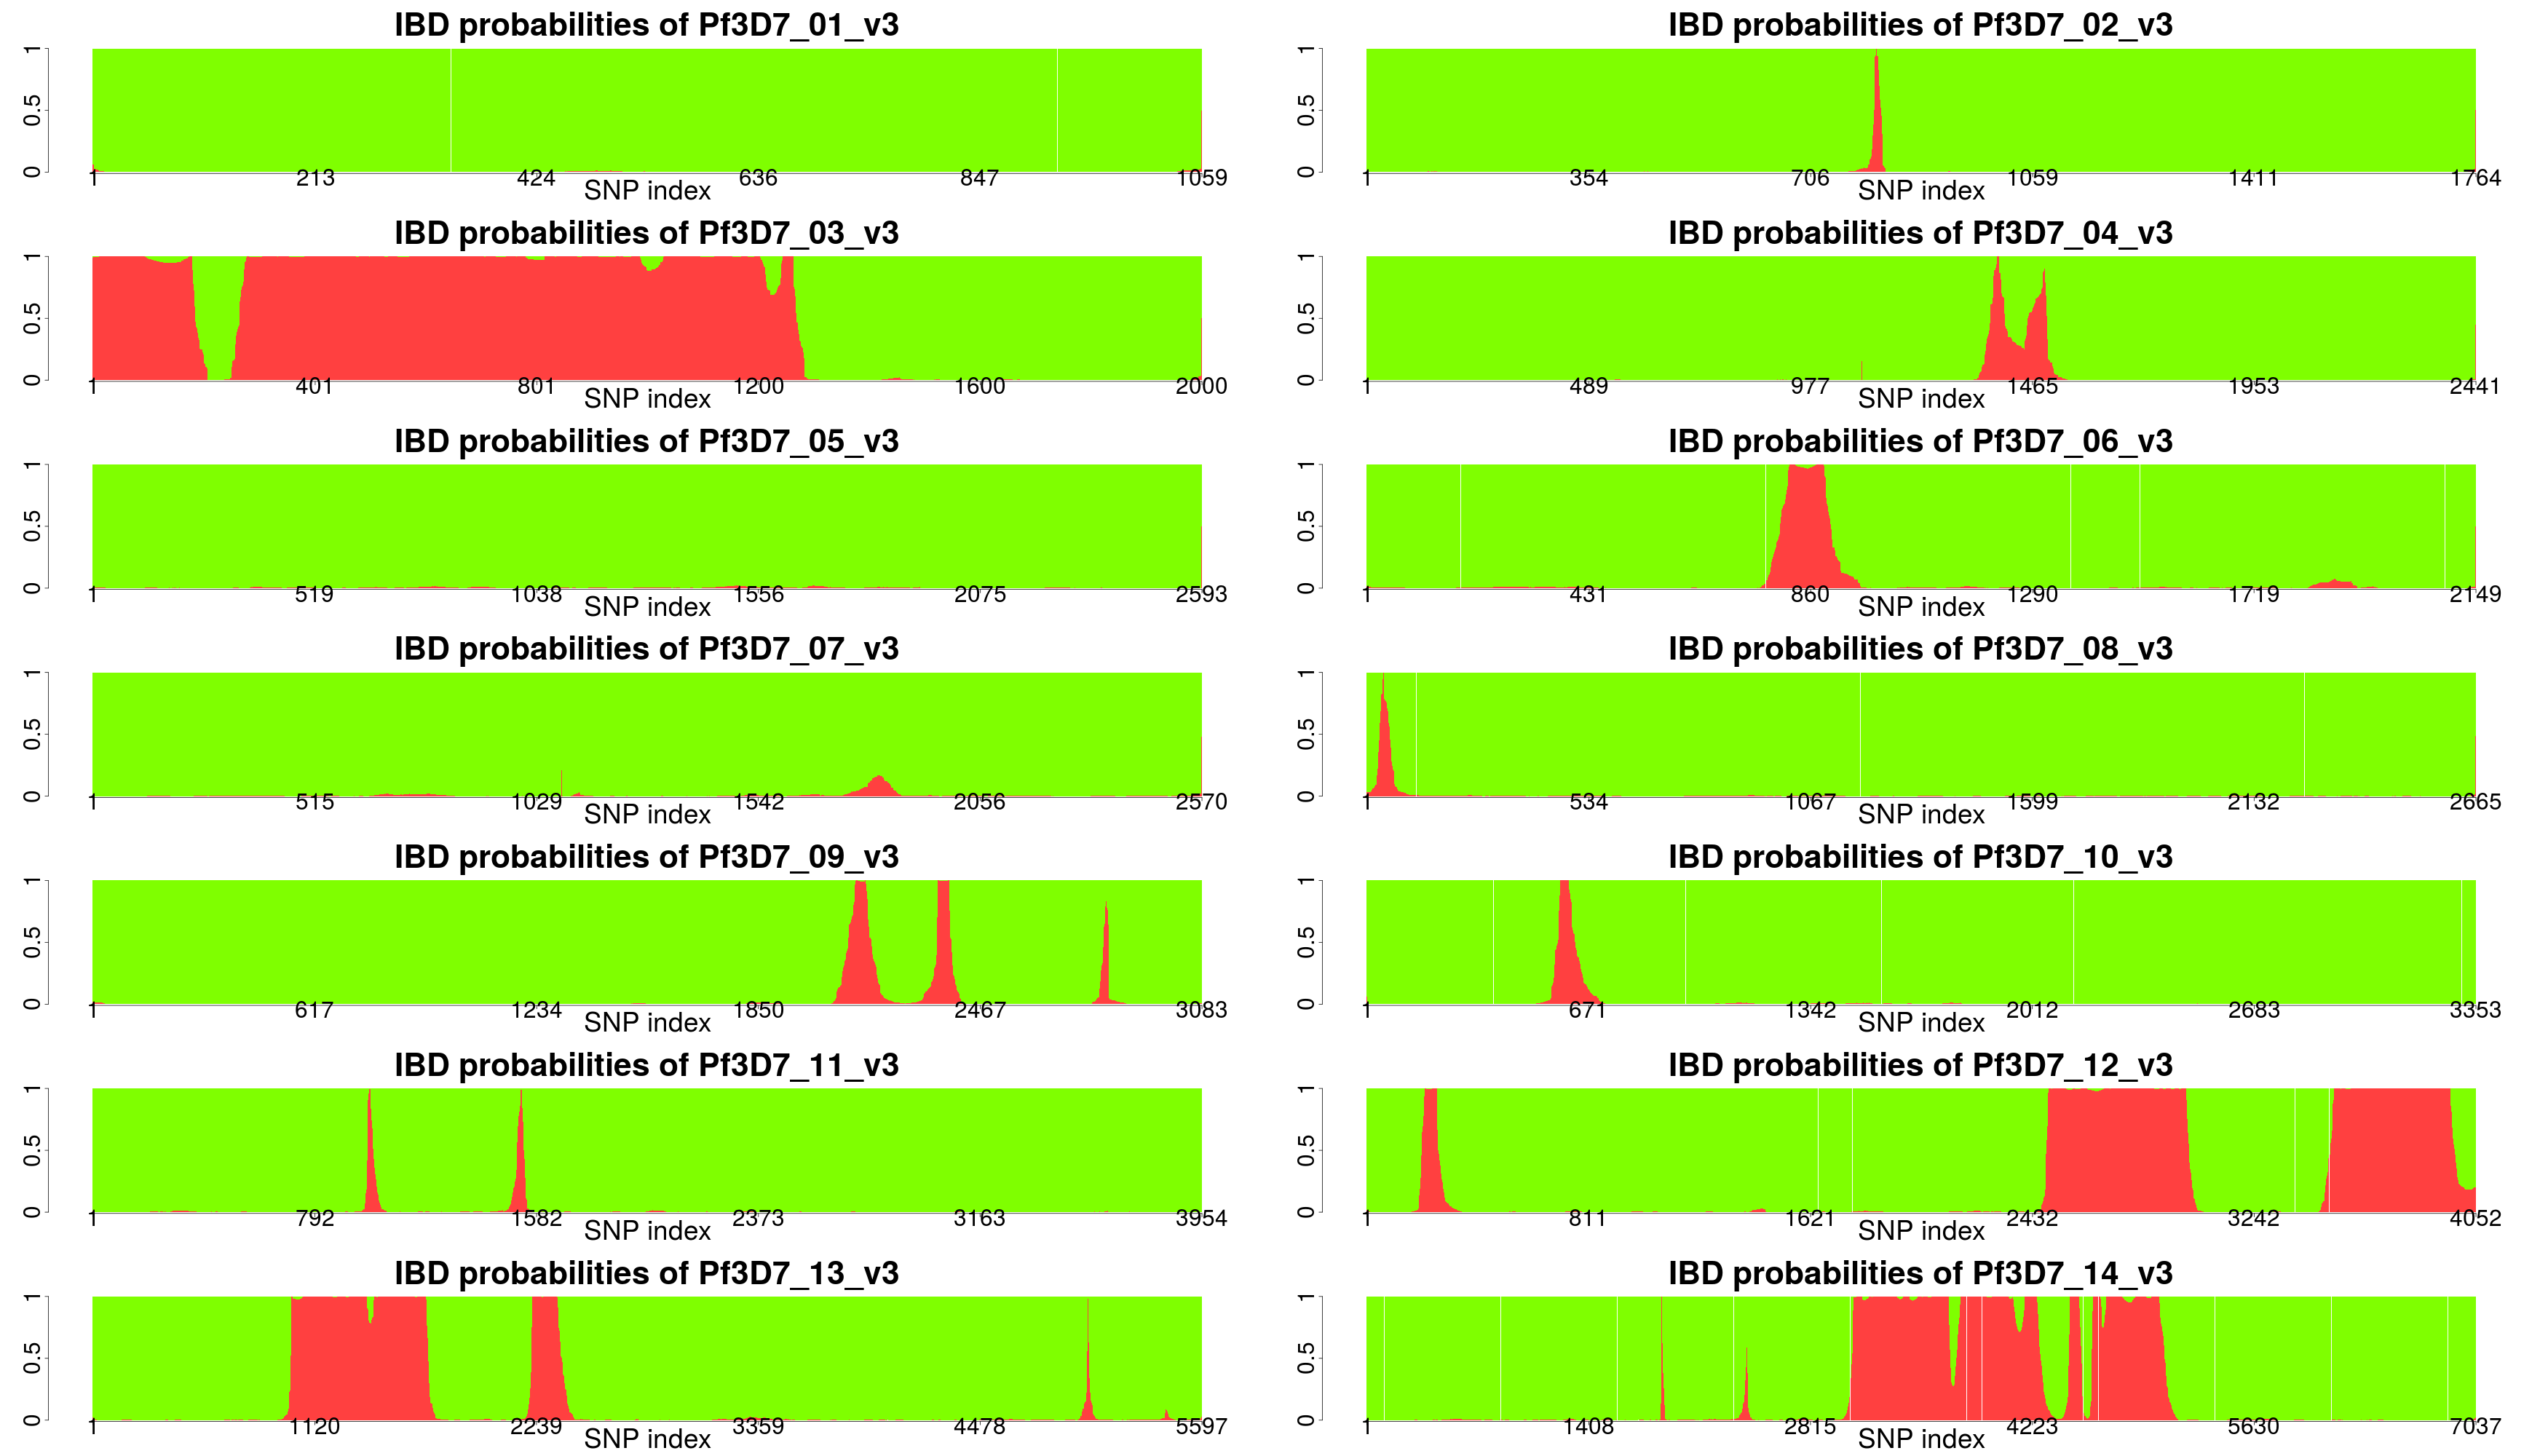 IBD probabilities of Pf3D7_01_v3
1
0.5
0
1 213 424 636 847 1059
SNP index
IBD probabilities of Pf3D7_02_v3
1
0.5
0
1 354 706 1059 1411 1764
SNP index
IBD probabilities of Pf3D7_03_v3
1
0.5
0
1 401 801 1200 1600 2000
SNP index
IBD probabilities of Pf3D7_04_v3
1
0.5
0
1 489 977 1465 1953 2441
SNP index
IBD probabilities of Pf3D7_05_v3
1
0.5
0
1 519 1038 1556 2075 2593
SNP index
IBD probabilities of Pf3D7_06_v3
1
0.5
0
1 431 860 1290 1719 2149
SNP index
IBD probabilities of Pf3D7_07_v3
1
0.5
0
1 515 1029 1542 2056 2570
SNP index
IBD probabilities of Pf3D7_08_v3
1
0.5
0
1 534 1067 1599 2132 2665
SNP index
IBD probabilities of Pf3D7_09_v3
1
0.5
0
1 617 1234 1850 2467 3083
SNP index
IBD probabilities of Pf3D7_10_v3
1
0.5
0
1 671 1342 2012 2683 3353
SNP index
IBD probabilities of Pf3D7_11_v3
1
0.5
0
1 792 1582 2373 3163 3954
SNP index
IBD probabilities of Pf3D7_12_v3
1
0.5
0
1 811 1621 2432 3242 4052
SNP index
IBD probabilities of Pf3D7_13_v3
1
0.5
0
1 1120 2239 3359 4478 5597
SNP index
IBD probabilities of Pf3D7_14_v3
1
0.5
0
1 1408 2815 4223 5630 7037
SNP index